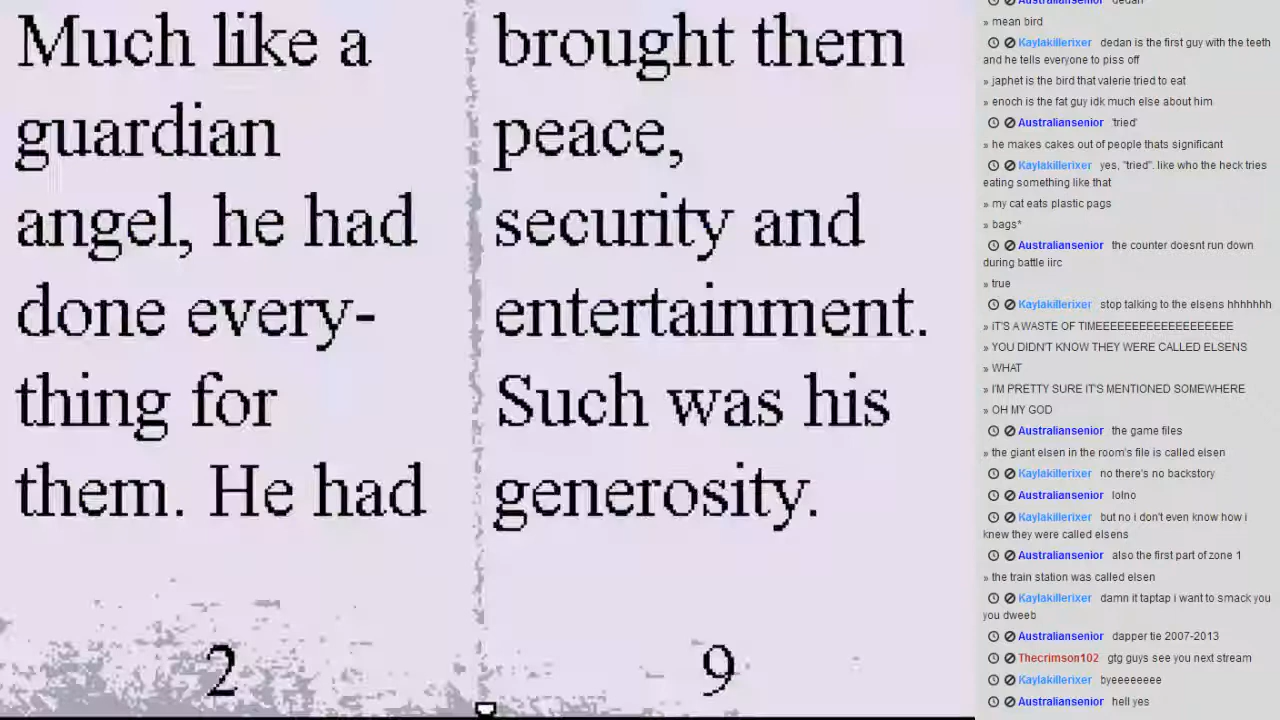 Much like a
guardian
angel, he had
done every-
thing for
them. He had
2
brought them
peace,
security and
entertainment.
Such was his
generosity.
9
Australiansenior dedan
» mean bird
Kaylakillerixer dedan is the list guy with the teeth
and he tells everyone to piss off
» japhet is the bird that valerie tried to eat
» enoch is the fat guy idk much else about him
Australiansenior 'tried'
» he makes cakes out of people thats significant
Kaylakillerixer yes, "tried". like who the heck tries
eating something like that
» my cat eats plastic pags
» bags*
Australiansenior the counter doesnt run down
during battle iirc
» true
Kaylakillerixer stop talking to the elsens hhhhhhh
» iT'S A WASTE OF TIMEEEEEEEEEEEEEEEEEEE
» YOU DIDN'T KNOW THEY WERE CALLED ELSENS
» WHAT
» I'M PRETTY SURE IT'S MENTIONED SOMEWHERE
» OH MY GOD
Australiansenior the game files
» the giant elsen in the room's file is called elsen
Kaylakillerixer no there's no backstory
Australiansenior lolno
Kaylakillerixer but no i don't even know how i
knew they were called elsens
Australiansenior also the first part of zone 1
» the train station was called elsen
Kaylakillerixer damn it taptap i want to smack you
you dweeb
Australiansenior dapper tie 2007-2013
Thecrimson102 gtg guys see you next stream
Kaylakillerixer byeeeeeeee
Australiansenior hell yes